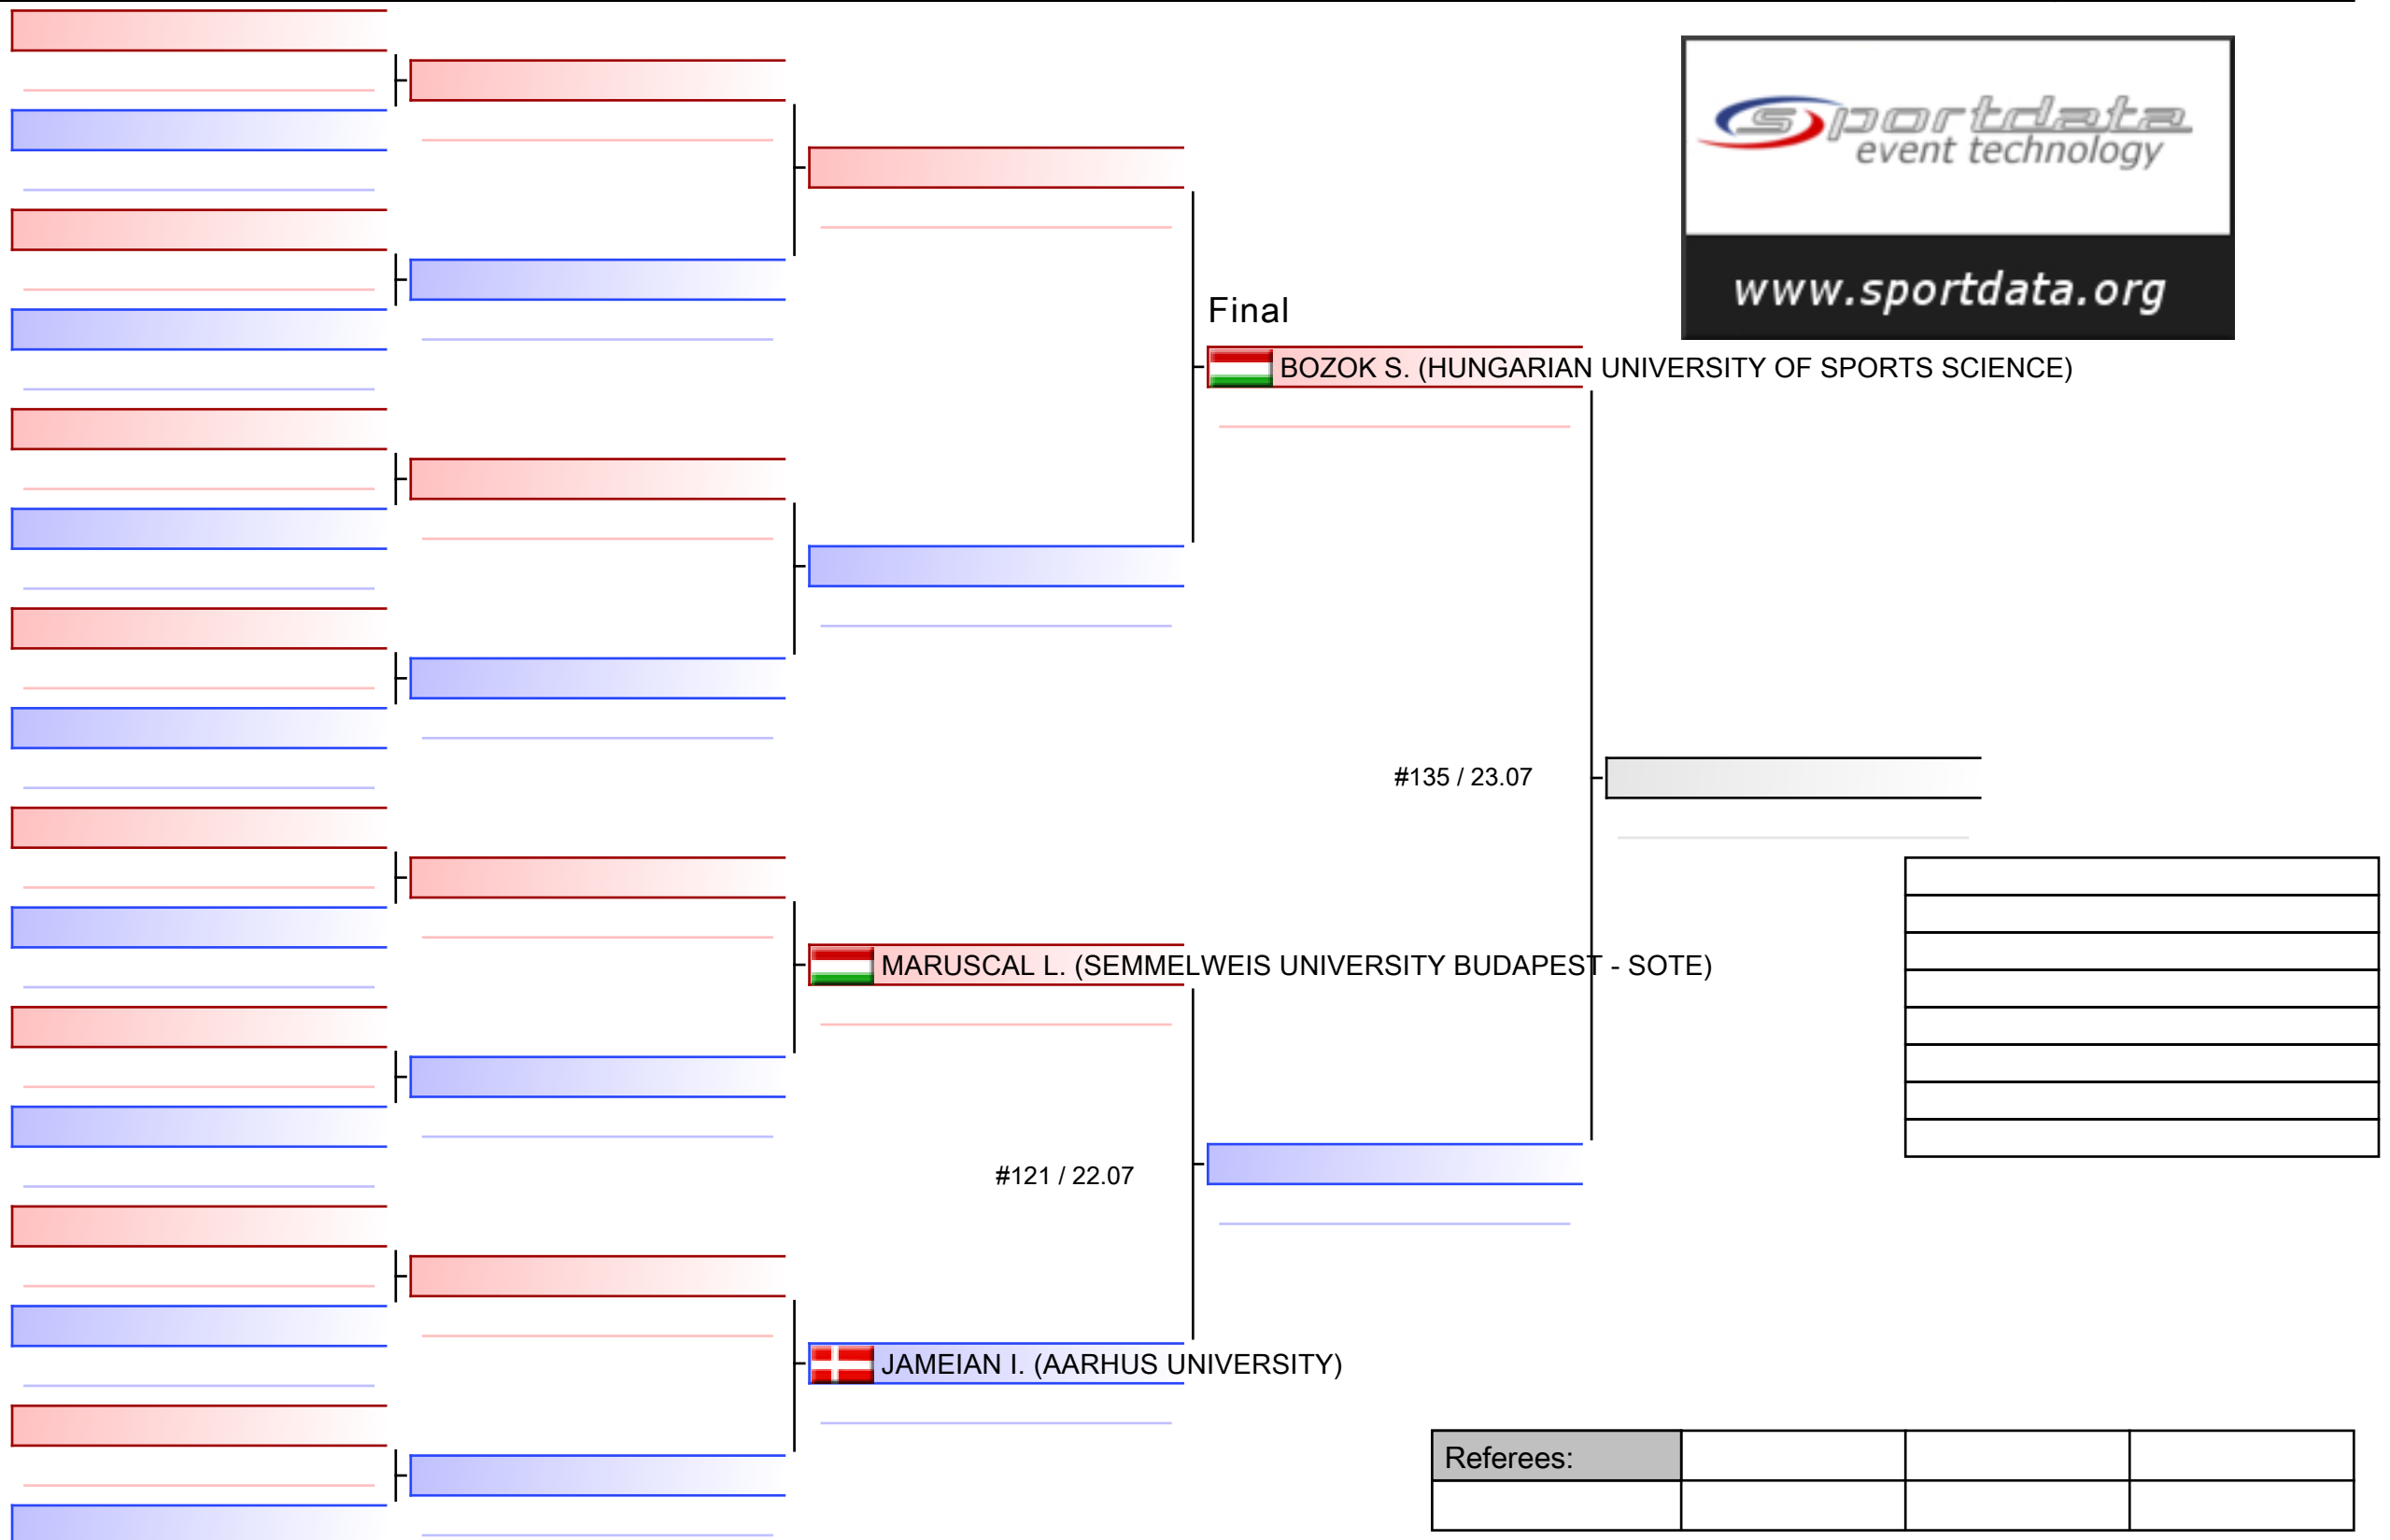 sportdata
event technology
www.sportdata.org
Final
BOZOK S. (HUNGARIAN UNIVERSITY OF SPORTS SCIENCE)
#135 / 23.07
MARUSCAL L. (SEMMELWEIS UNIVERSITY BUDAPEST - SOTE)
#121 / 22.07
JAMEIAN I. (AARHUS UNIVERSITY)
Referees: